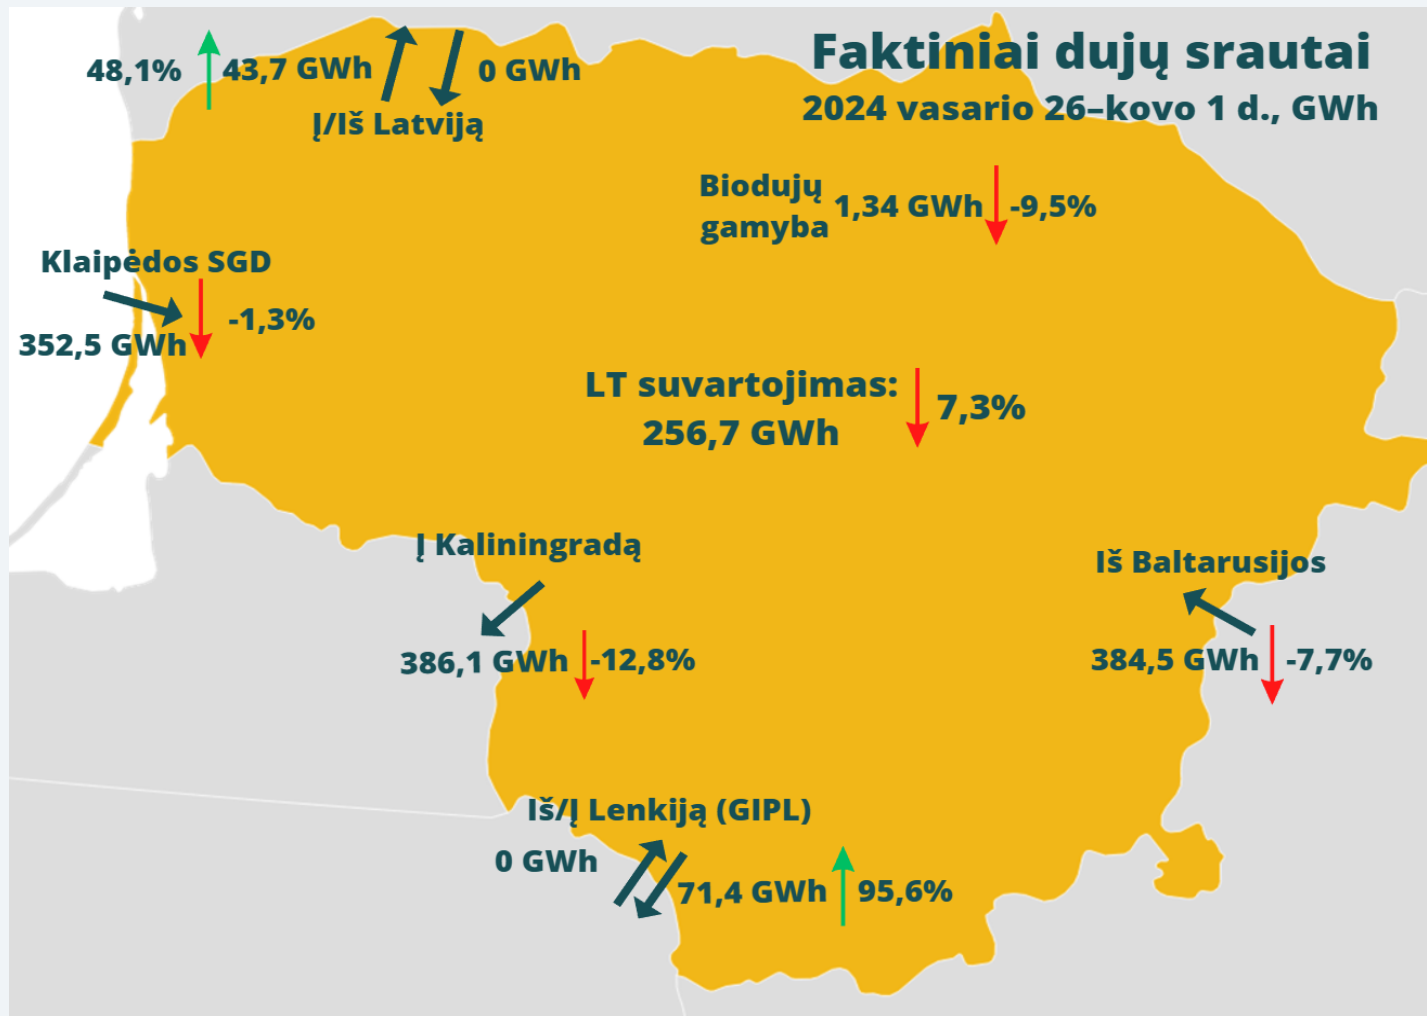 Faktiniai dujų srautai
2024 vasario 26–kovo 1 d., GWh
48,1%
43,7 GWh
0 GWh
Į/Iš Latviją
Biodujų
gamyba
1,34 GWh
-9,5%
Klaipėdos SGD
-1,3%
352,5 GWh
LT suvartojimas:
256,7 GWh
7,3%
Į Kaliningradą
386,1 GWh
-12,8%
Iš Baltarusijos
384,5 GWh
-7,7%
Iš/Į Lenkiją (GIPL)
0 GWh
71,4 GWh
95,6%